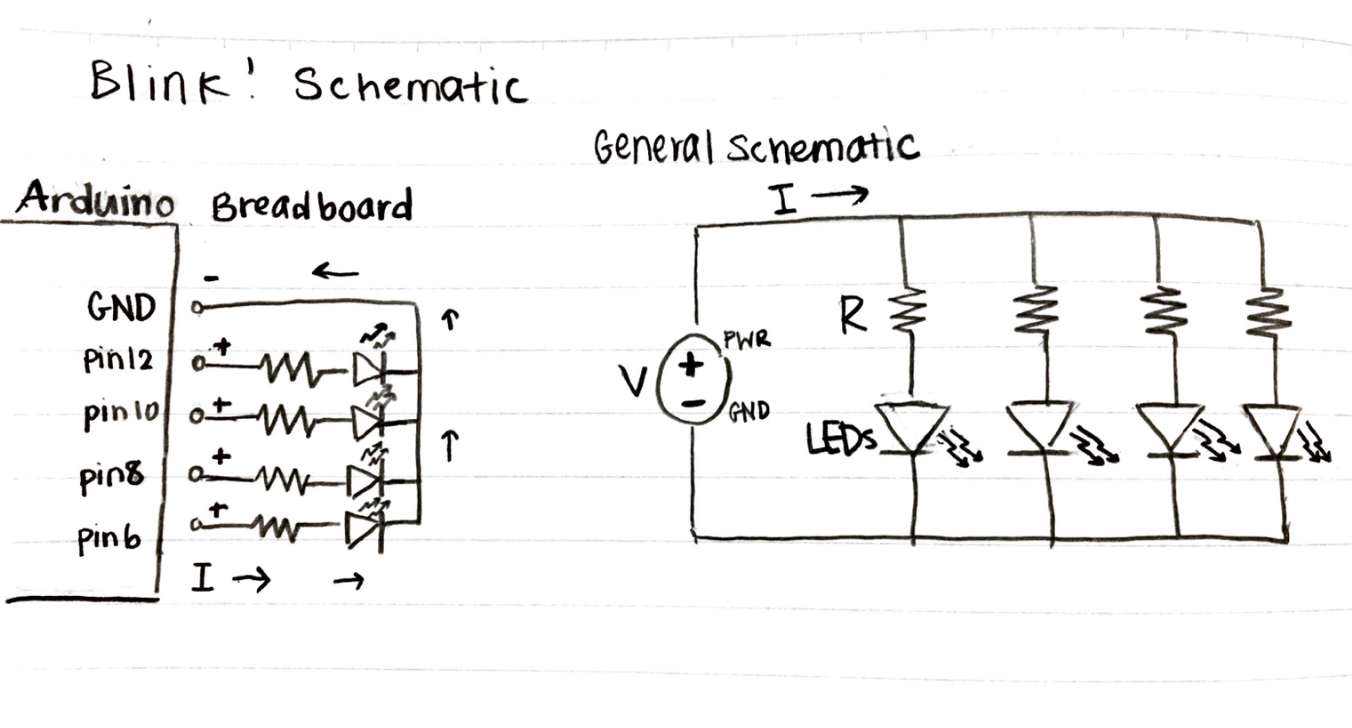 Blink! Schematic
General Schematic
Arduino Breadboard
I →
- ←
GND
↑
pin12 +
pin10 +
↑
pin8 +
pin6 +
I → →
R
V + PWR
- GND
LEDs